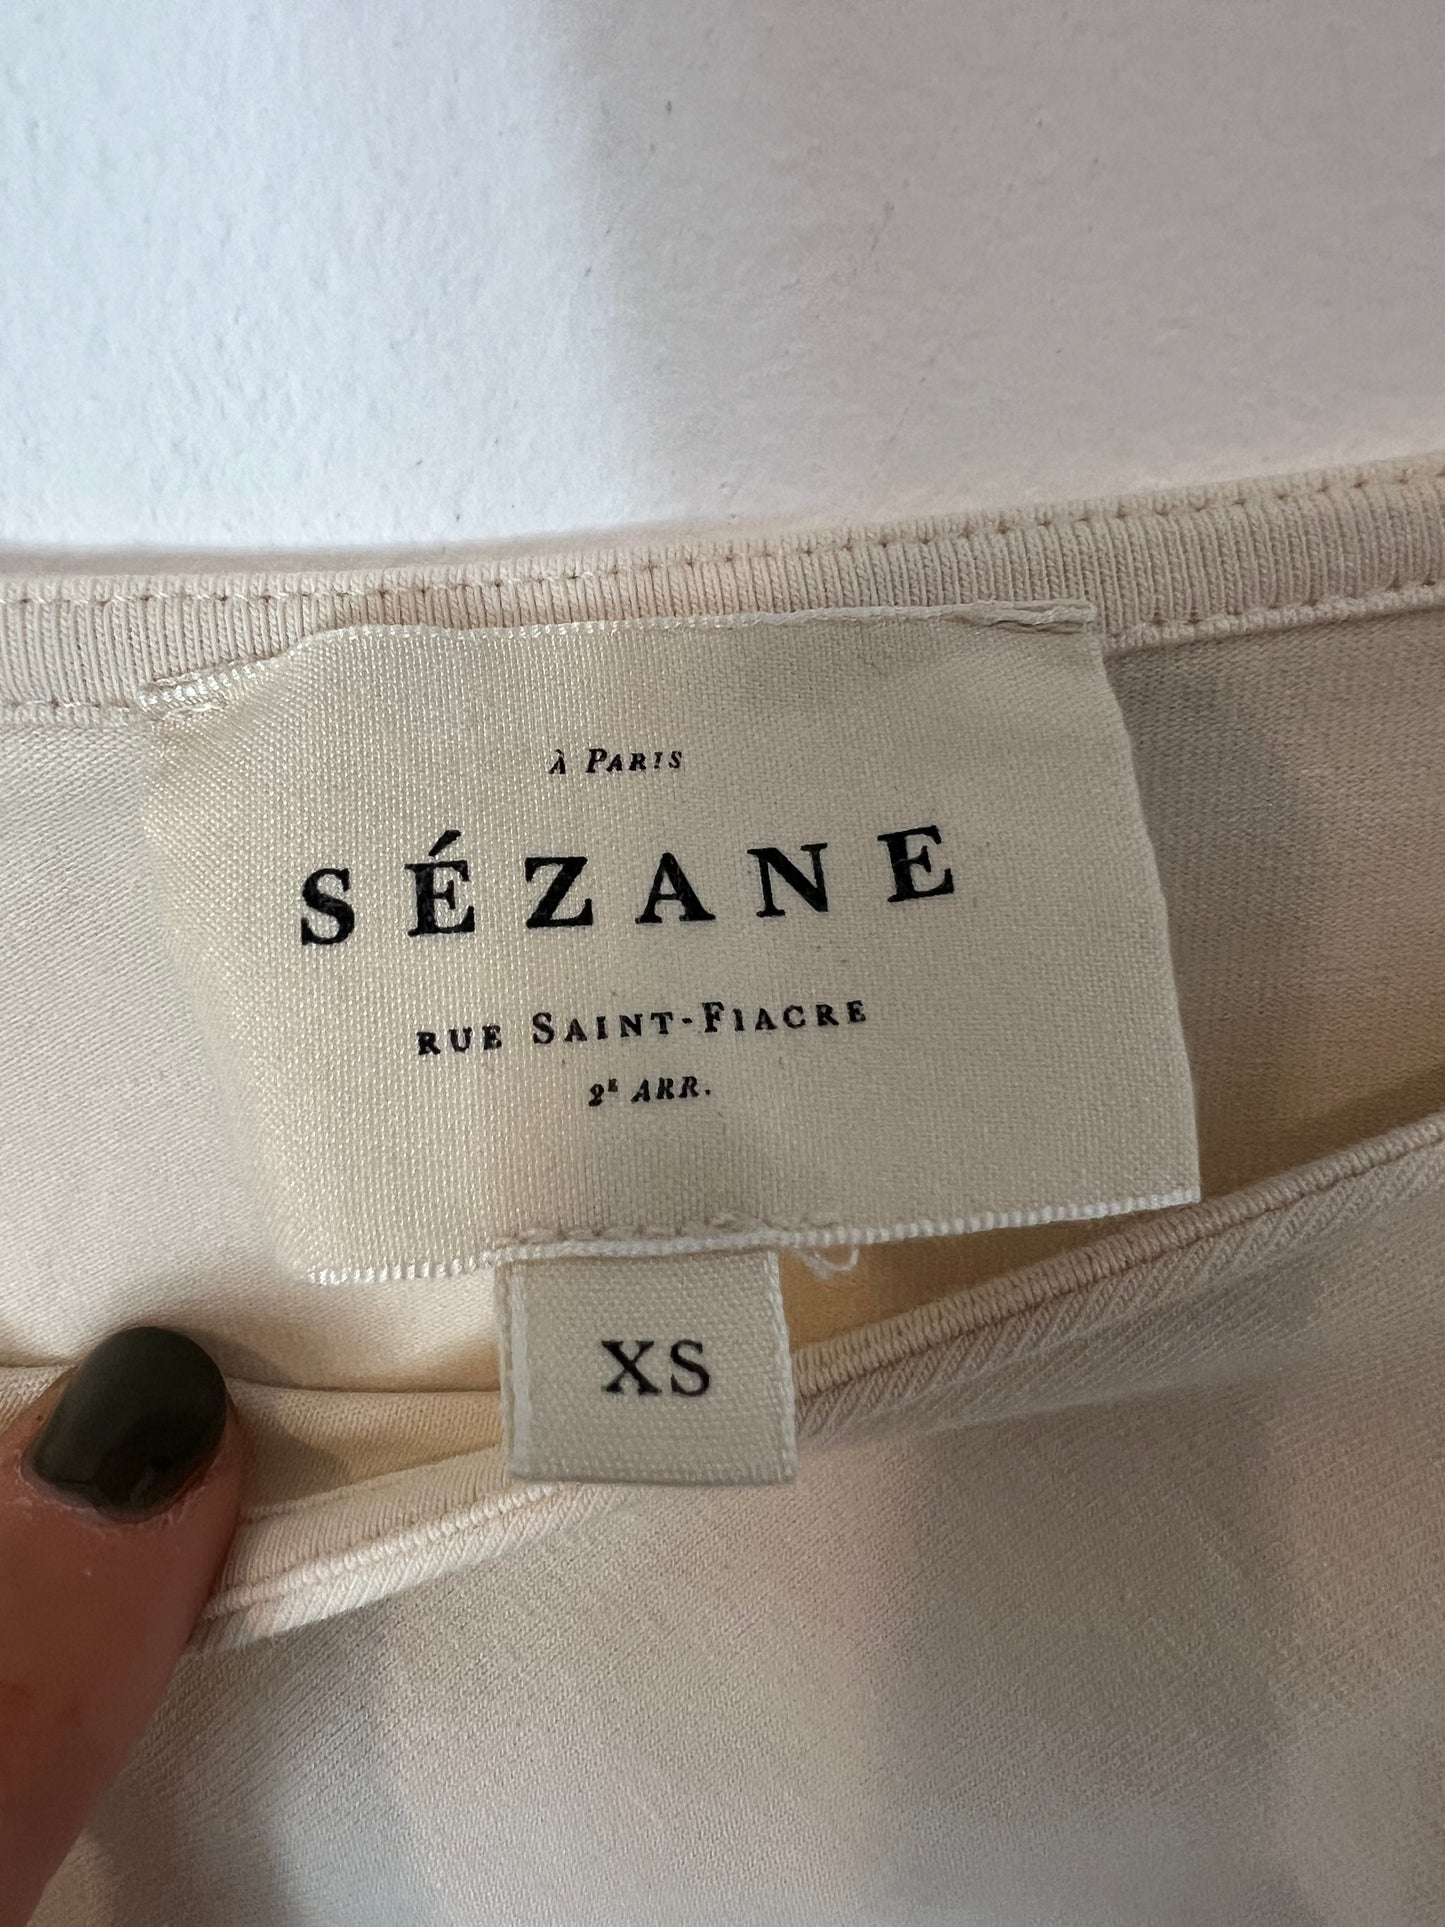 À PARIS
SÉZANE
RUE SAINT-FIACRE
2E ARR.
XS